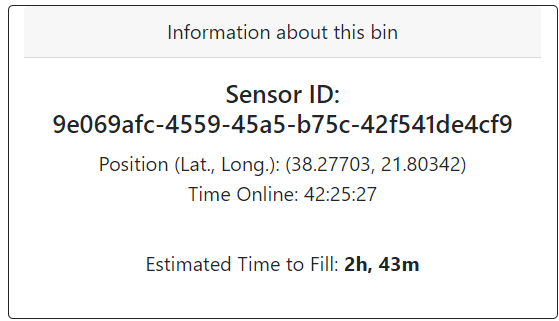 Information about this bin
Sensor ID:
9e069afc-4559-45a5-b75c-42f541de4cf9
Position (Lat., Long.): (38.27703, 21.80342)
Time Online: 42:25:27
Estimated Time to Fill: 2h, 43m